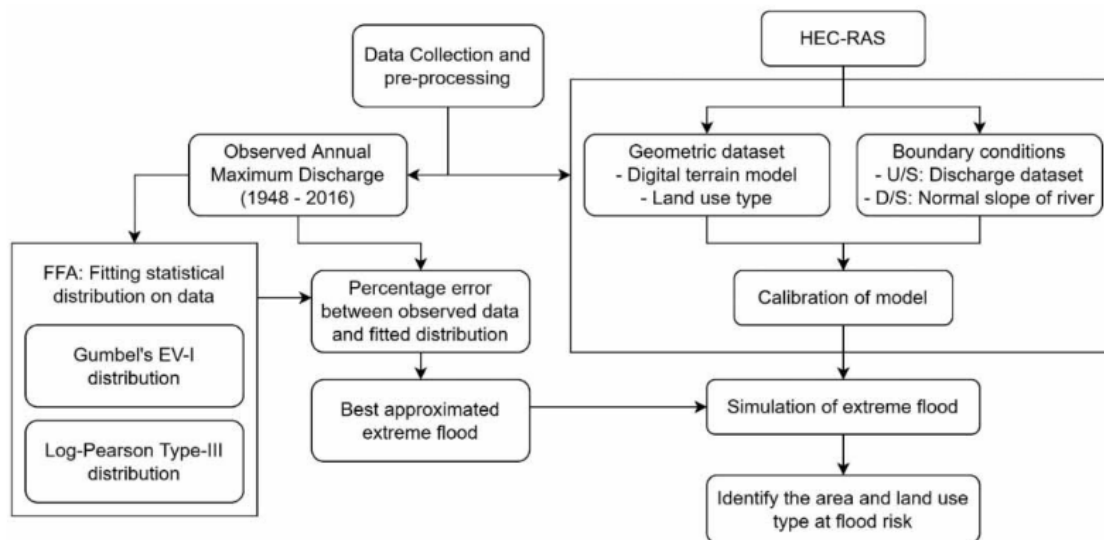 Data Collection and
pre-processing
HEC-RAS
Observed Annual
Maximum Discharge
(1948 - 2016)
Geometric dataset
- Digital terrain model
- Land use type
Boundary conditions
- U/S: Discharge dataset
- D/S: Normal slope of river
FFA: Fitting statistical
distribution on data
Gumbel's EV-I
distribution
Log-Pearson Type-III
distribution
Percentage error
between observed data
and fitted distribution
Calibration of model
Best approximated
extreme flood
Simulation of extreme flood
Identify the area and land use
type at flood risk